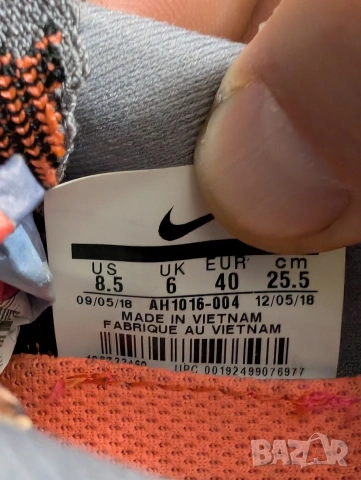 US UK EUR cm
8.5 6 40 25.5
09/05/18 AH1016-004 12/05/18
MADE IN VIETNAM
FABRIQUE AU VIETNAM
UPC 00192499076977
BAZAR